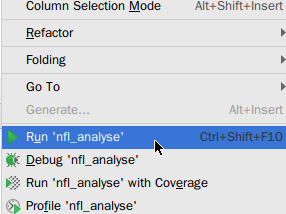 Column Selection Mode Alt+Shift+Insert
Refactor
Folding
Go To
Generate... Alt+Insert
Run 'nfl_analyse' Ctrl+Shift+F10
Debug 'nfl_analyse'
Run 'nfl_analyse' with Coverage
Profile 'nfl_analyse'